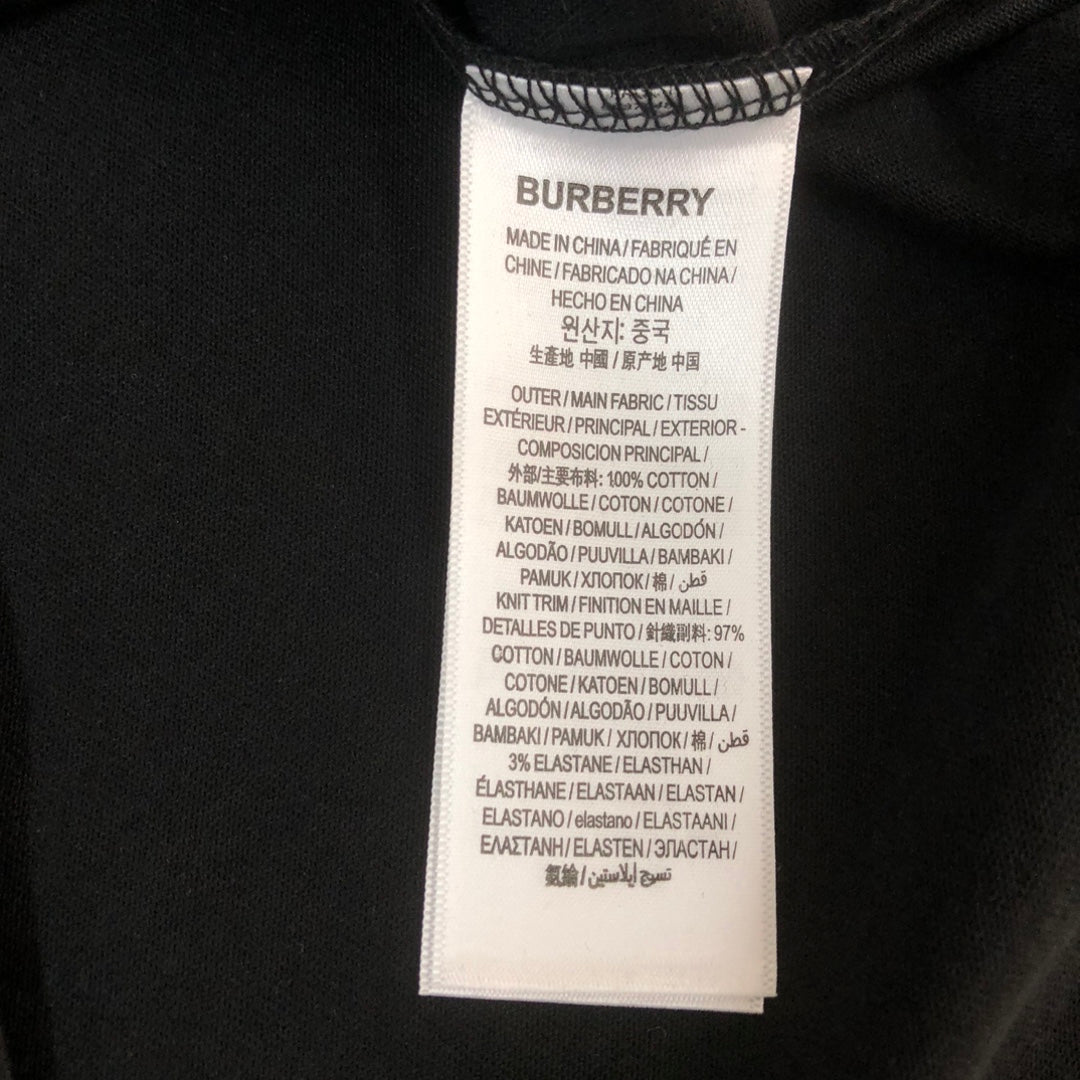 BURBERRY
MADE IN CHINA / FABRIQUÉ EN
CHINE / FABRICADO NA CHINA /
HECHO EN CHINA
원산지: 중국
生產地 中國 / 原产地 中国
OUTER / MAIN FABRIC / TISSU
EXTÉRIEUR / PRINCIPAL / EXTERIOR -
COMPOSICION PRINCIPAL /
外部/主要布料: 100% COTTON /
BAUMWOLLE / COTON / COTONE /
KATOEN / BOMULL / ALGODÓN /
ALGODÃO / PUUVILLA / BAMBAKI /
PAMUK / ХЛОПОК / 棉 / قطن
KNIT TRIM / FINITION EN MAILLE /
DETALLES DE PUNTO / 針織副料: 97%
COTTON / BAUMWOLLE / COTON /
COTONE / KATOEN / BOMULL /
ALGODÓN / ALGODÃO / PUUVILLA /
BAMBAKI / PAMUK / ХЛОПОК / 棉 / قطن
3% ELASTANE / ELASTHAN /
ÉLASTHANE / ELASTAAN / ELASTAN /
ELASTANO / elastano / ELASTAANI /
ΕΛΑΣΤΑΝΗ / ELASTEN / ЭЛАСТАН /
氨綸 / نسوج إيلاستين